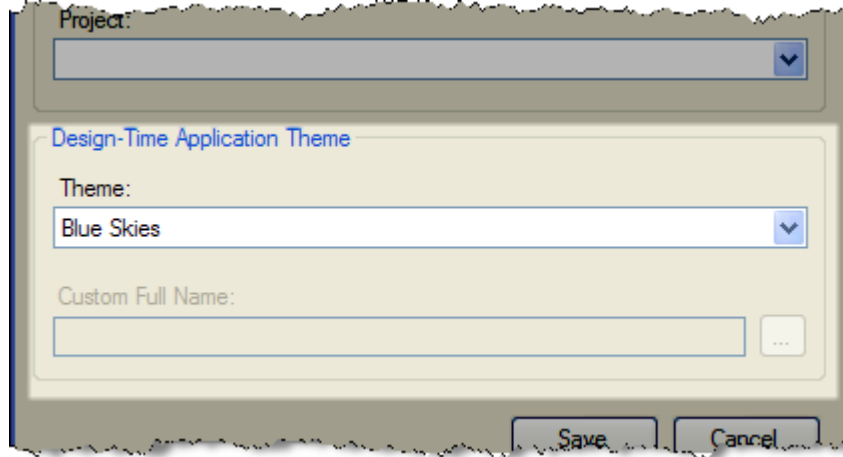 Project:
Design-Time Application Theme
Theme:
Blue Skies
Custom Full Name:
...
Save
Cancel